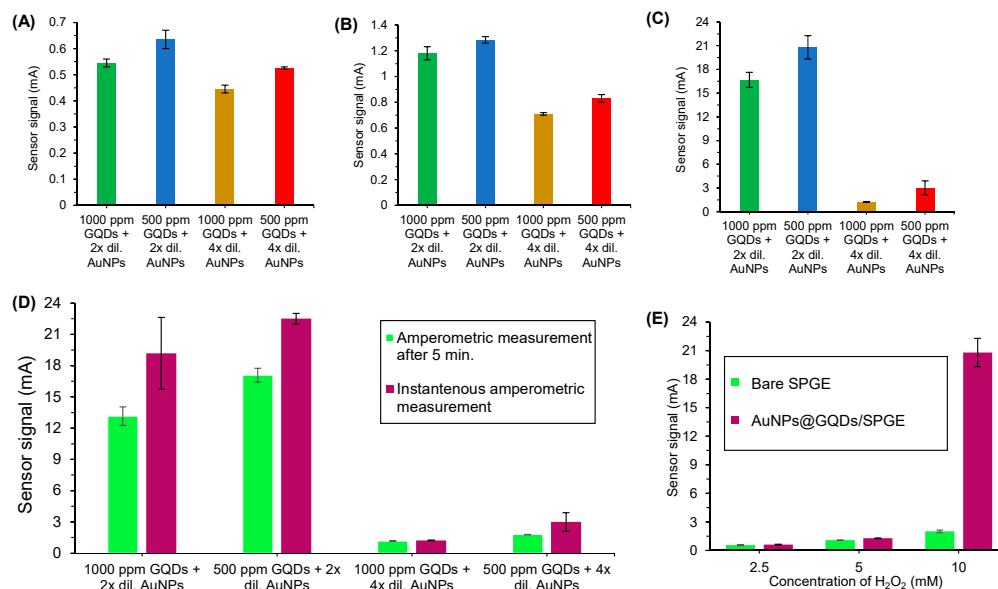 (A)
Sensor signal (mA)
0.7
0.6
0.5
0.4
0.3
0.2
0.1
0
1000 ppm
GQDs +
2x dil.
AuNPs
500 ppm
GQDs +
2x dil.
AuNPs
1000 ppm
GQDs +
4x dil.
AuNPs
500 ppm
GQDs +
4x dil.
AuNPs
(B)
Sensor signal (mA)
1.4
1.2
1
0.8
0.6
0.4
0.2
0
1000 ppm
GQDs +
2x dil.
AuNPs
500 ppm
GQDs +
2x dil.
AuNPs
1000 ppm
GQDs +
4x dil.
AuNPs
500 ppm
GQDs +
4x dil.
AuNPs
(C)
Sensor signal (mA)
24
21
18
15
12
9
6
3
0
1000 ppm
GQDs +
2x dil.
AuNPs
500 ppm
GQDs +
2x dil.
AuNPs
1000 ppm
GQDs +
4x dil.
AuNPs
500 ppm
GQDs +
4x dil.
AuNPs
(D)
Sensor signal (mA)
24
21
18
15
12
9
6
3
0
Amperometric measurement
after 5 min.
Instantenous amperometric
measurement
1000 ppm GQDs +
2x dil. AuNPs
500 ppm GQDs + 2x
dil. AuNPs
1000 ppm GQDs +
4x dil. AuNPs
500 ppm GQDs + 4x
dil. AuNPs
(E)
Sensor signal (mA)
24
21
18
15
12
9
6
3
0
Bare SPGE
AuNPs@GQDs/SPGE
2.5
5
10
Concentration of H₂O₂ (mM)